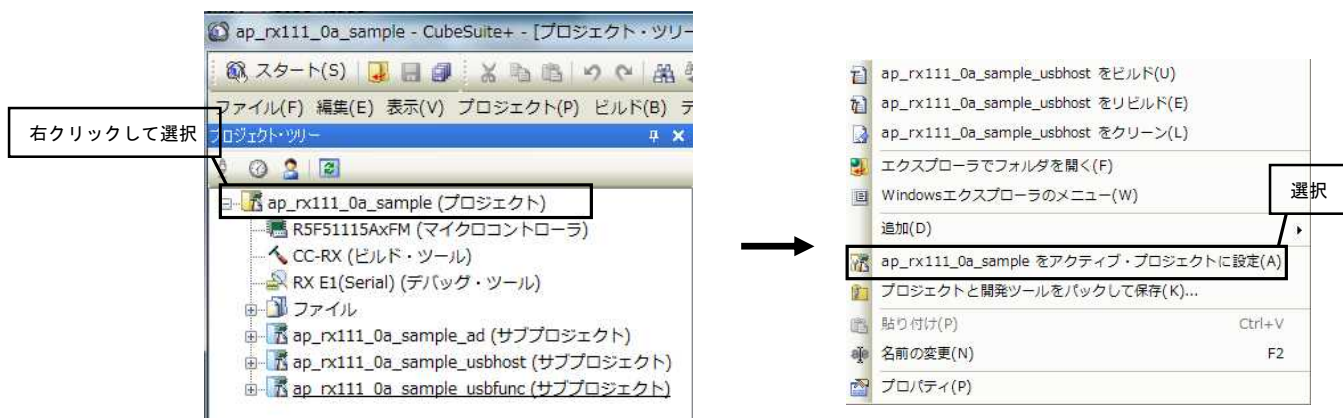 ap_rx111_0a_sample - CubeSuite+ - [プロジェクト・ツリー
スタート(S)
ファイル(F) 編集(E) 表示(V) プロジェクト(P) ビルド(B) デ
右クリックして選択
プロジェクト・ツリー
ap_rx111_0a_sample (プロジェクト)
R5F51115AxFM (マイクロコントローラ)
CC-RX (ビルド・ツール)
RX E1(Serial) (デバッグ・ツール)
ファイル
ap_rx111_0a_sample_ad (サブプロジェクト)
ap_rx111_0a_sample_usbhost (サブプロジェクト)
ap_rx111_0a_sample_usbfunc (サブプロジェクト)
ap_rx111_0a_sample_usbhost をビルド(U)
ap_rx111_0a_sample_usbhost をリビルド(E)
ap_rx111_0a_sample_usbhost をクリーン(L)
エクスプローラでフォルダを開く(F)
Windowsエクスプローラのメニュー(W)
選択
追加(D)
ap_rx111_0a_sample をアクティブ・プロジェクトに設定(A)
プロジェクトと開発ツールをパックして保存(K)...
貼り付け(P) Ctrl+V
名前の変更(N) F2
プロパティ(P)